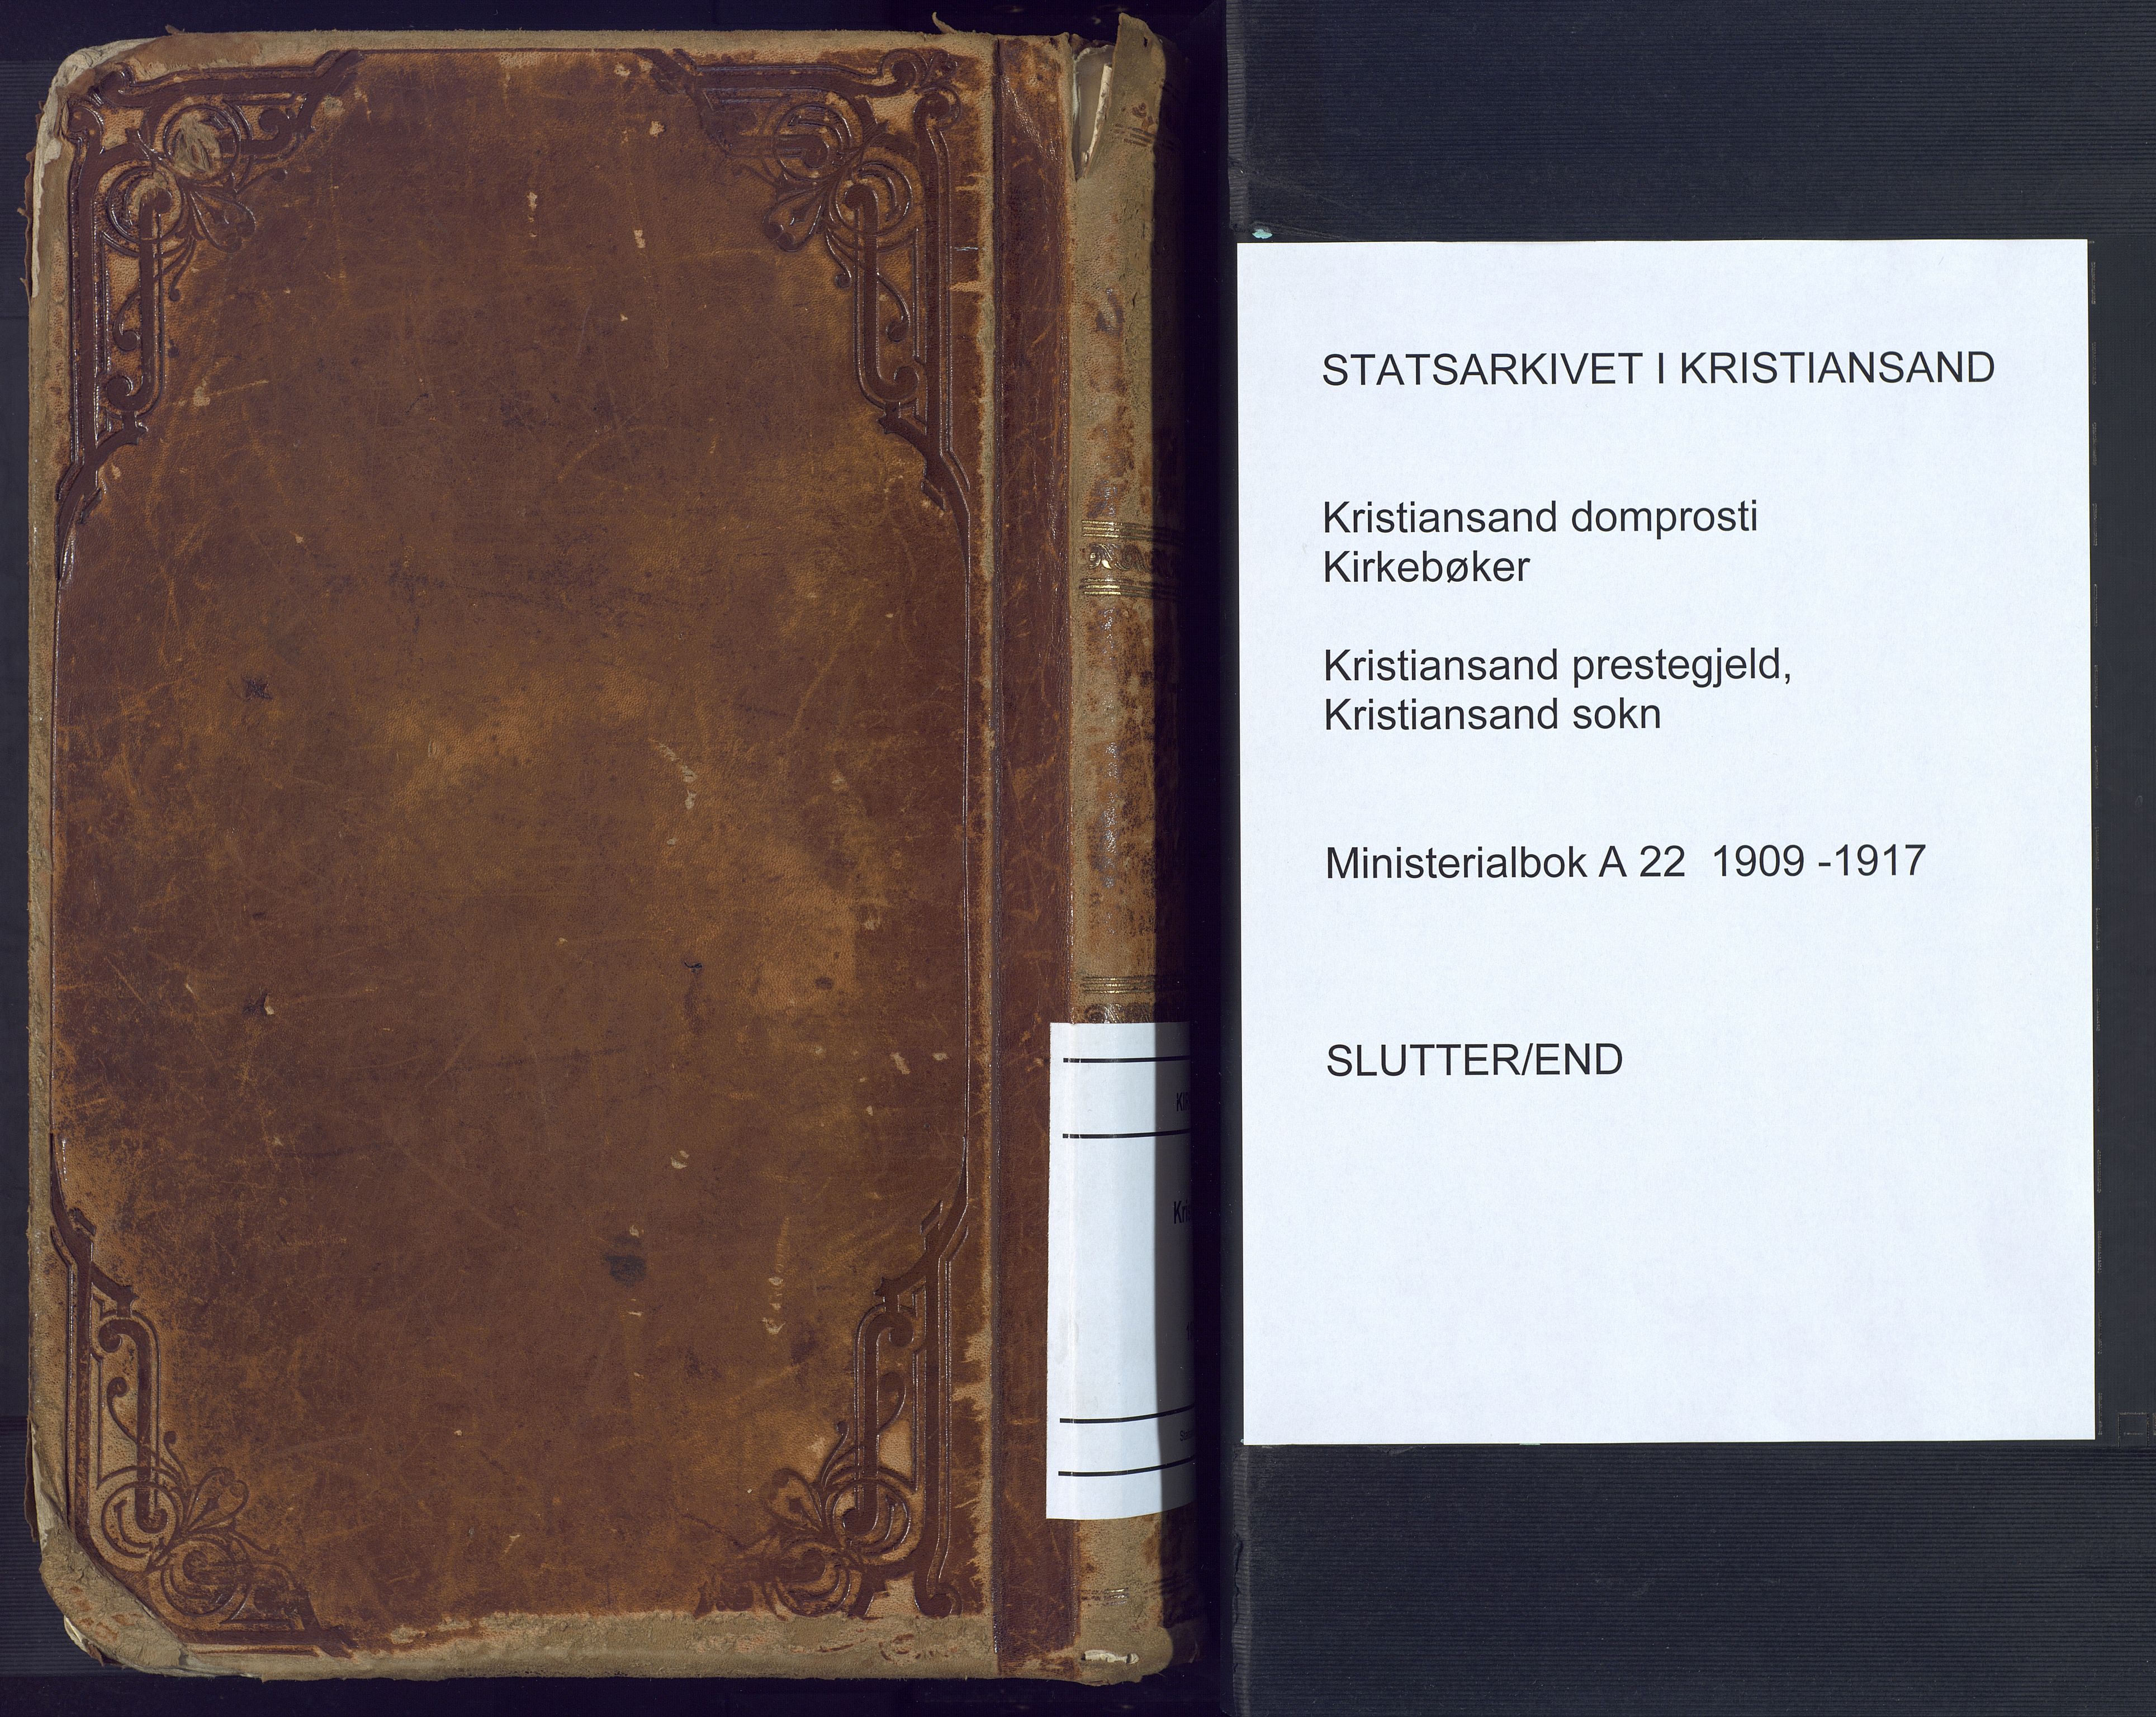 STATSARKIVET I KRISTIANSAND
Kristiansand domprosti
Kirkebøker
Kristiansand prestegjeld,
Kristiansand sokn
Ministerialbok A 22 1909 -1917
SLUTTER/END